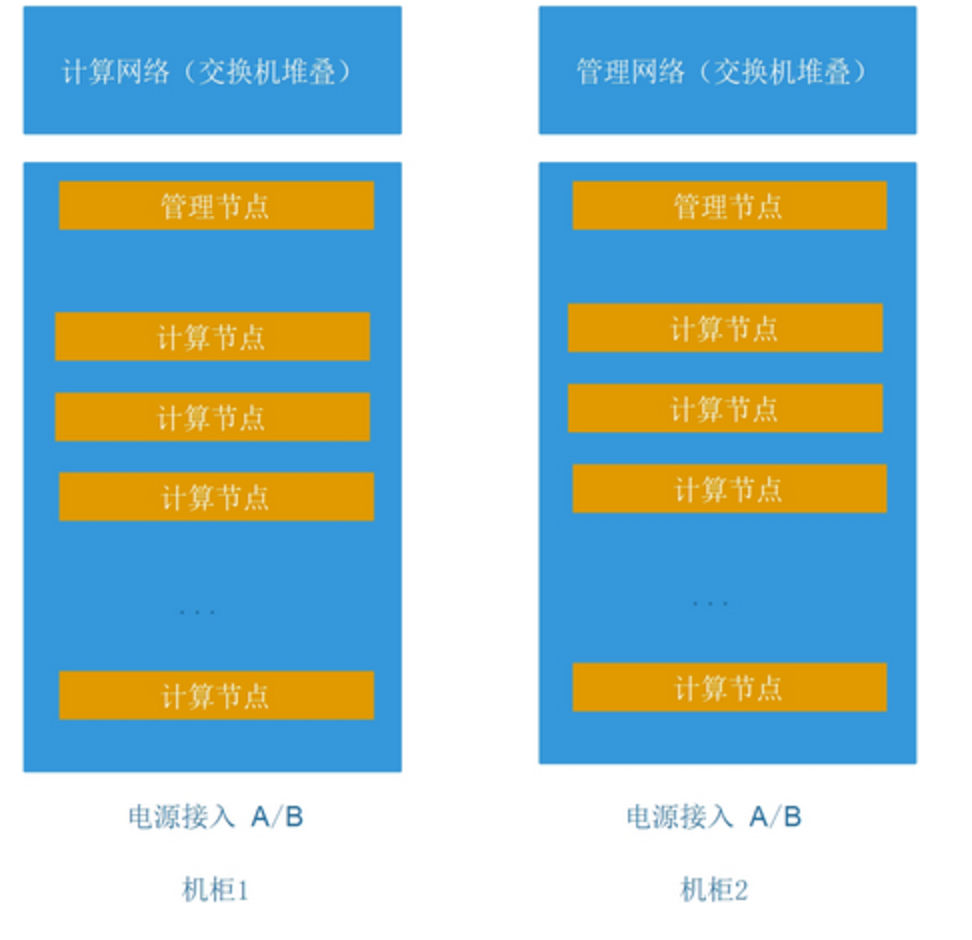 计算网络（交换机堆叠）
管理节点
计算节点
计算节点
计算节点
...
计算节点
电源接入 A/B
机柜1
管理网络（交换机堆叠）
管理节点
计算节点
计算节点
计算节点
...
计算节点
电源接入 A/B
机柜2